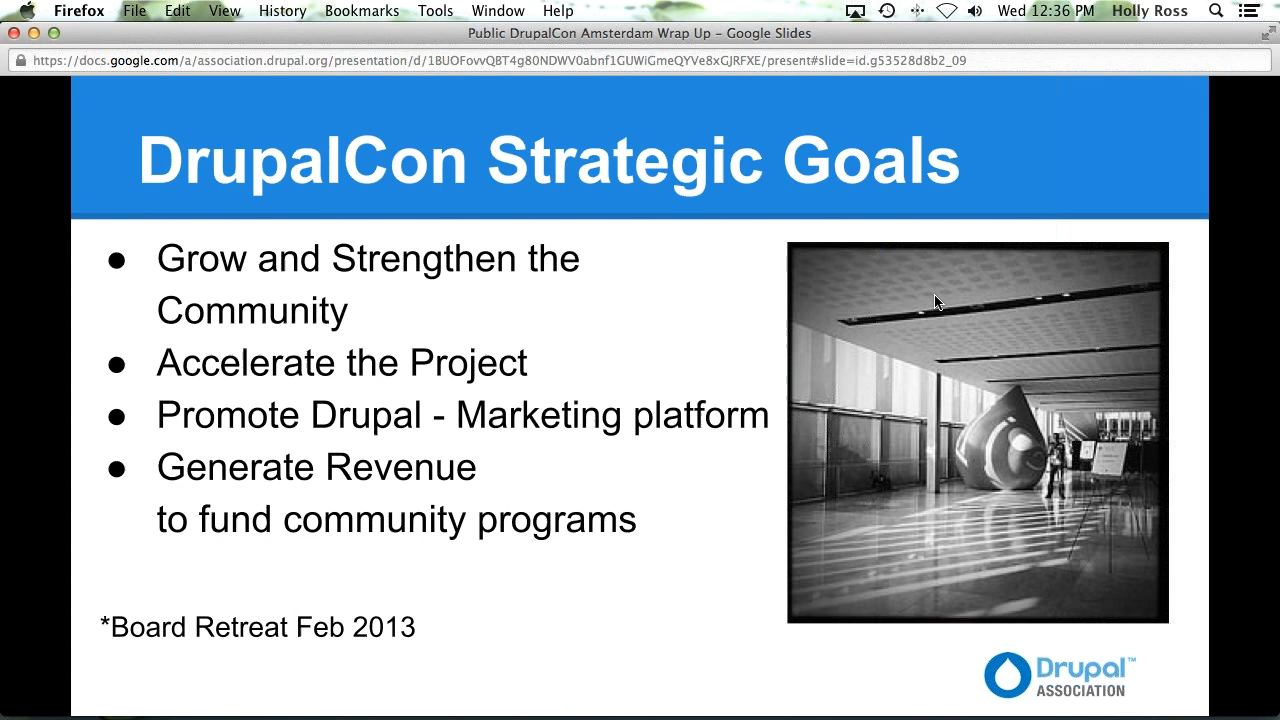 Firefox File Edit View History Bookmarks Tools Window Help Wed 12:36 PM Holly Ross
Public DrupalCon Amsterdam Wrap Up – Google Slides
https://docs.google.com/a/association.drupal.org/presentation/d/1BUOFovvQBT4g80NDWV0abnf1GUWiGmeQYVe8xGJRFXE/present#slide=id.g53528d8b2_09
DrupalCon Strategic Goals
● Grow and Strengthen the
Community
● Accelerate the Project
● Promote Drupal - Marketing platform
● Generate Revenue
to fund community programs
*Board Retreat Feb 2013
Drupal™
ASSOCIATION